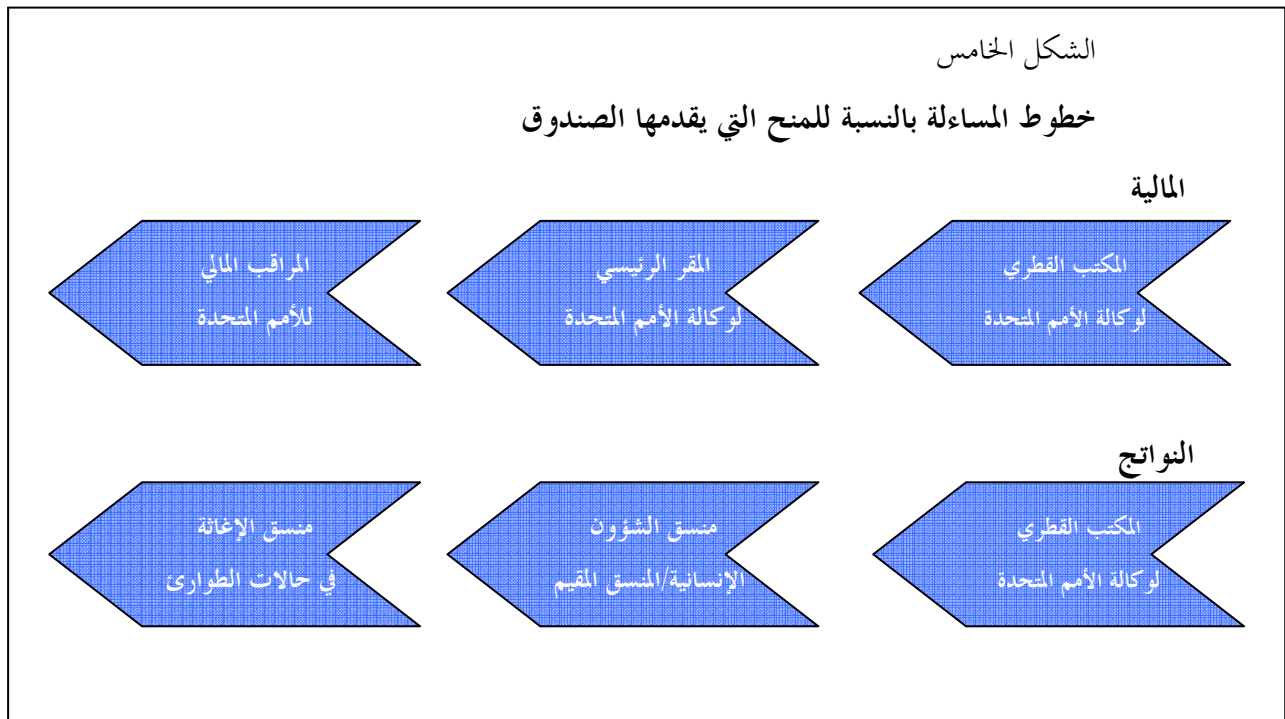 الشكل الخامس
خطوط المساءلة بالنسبة للمنح التي يقدمها الصندوق
المالية
المكتب القطري
لوكالة الأمم المتحدة
المقر الرئيسي
لوكالة الأمم المتحدة
المراقب المالي
للأمم المتحدة
النواتج
المكتب القطري
لوكالة الأمم المتحدة
منسق الشؤون
الإنسانية/المنسق المقيم
منسق الإغاثة
في حالات الطوارئ